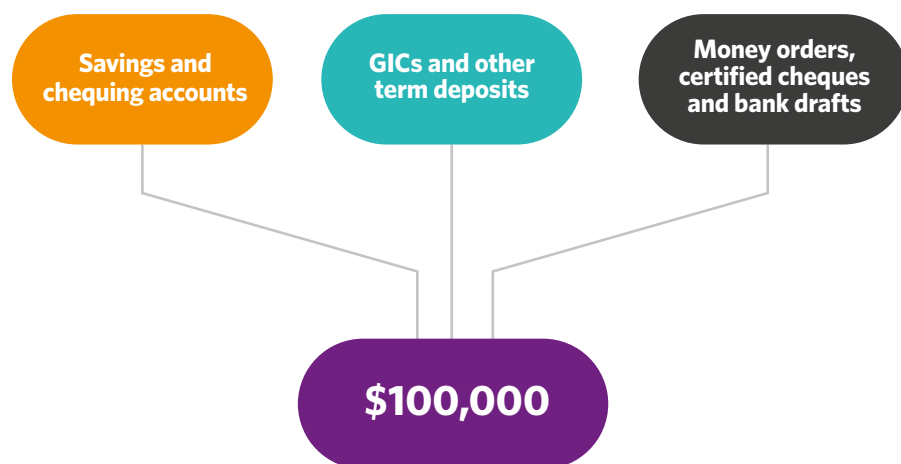 Savings and
chequing accounts
GICs and other
term deposits
Money orders,
certified cheques
and bank drafts
$100,000